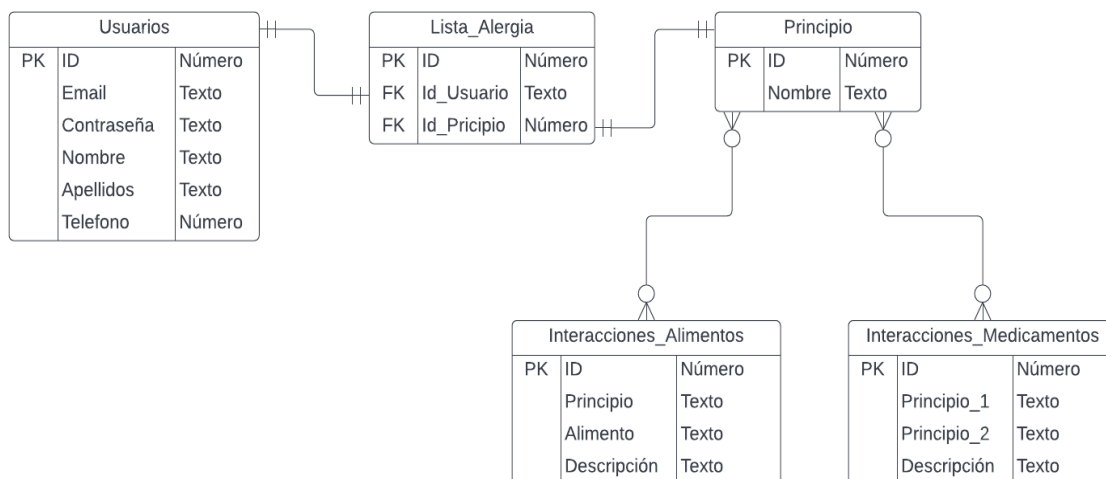 Usuarios
PK ID Número
Email Texto
Contraseña Texto
Nombre Texto
Apellidos Texto
Telefono Número
Lista_Alergia
PK ID Número
FK Id_Usuario Texto
FK Id_Pricipio Número
Principio
PK ID Número
Nombre Texto
Interacciones_Alimentos
PK ID Número
Principio Texto
Alimento Texto
Descripción Texto
Interacciones_Medicamentos
PK ID Número
Principio_1 Texto
Principio_2 Texto
Descripción Texto